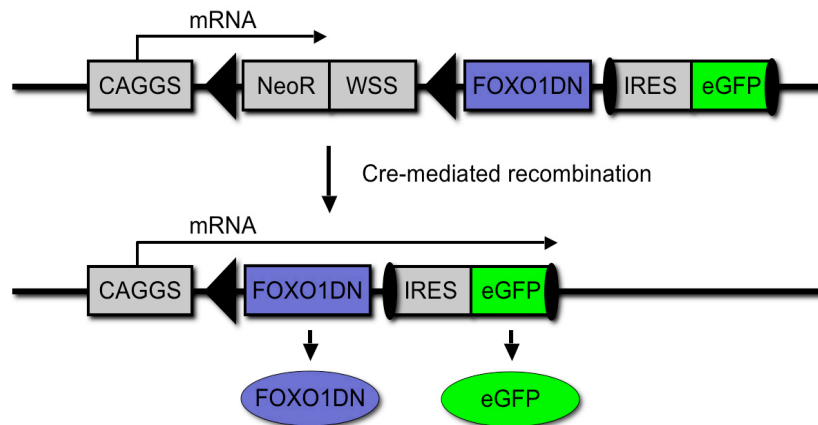 mRNA
CAGGS NeoR WSS FOXO1DN IRES eGFP
Cre-mediated recombination
mRNA
CAGGS FOXO1DN IRES eGFP
FOXO1DN eGFP